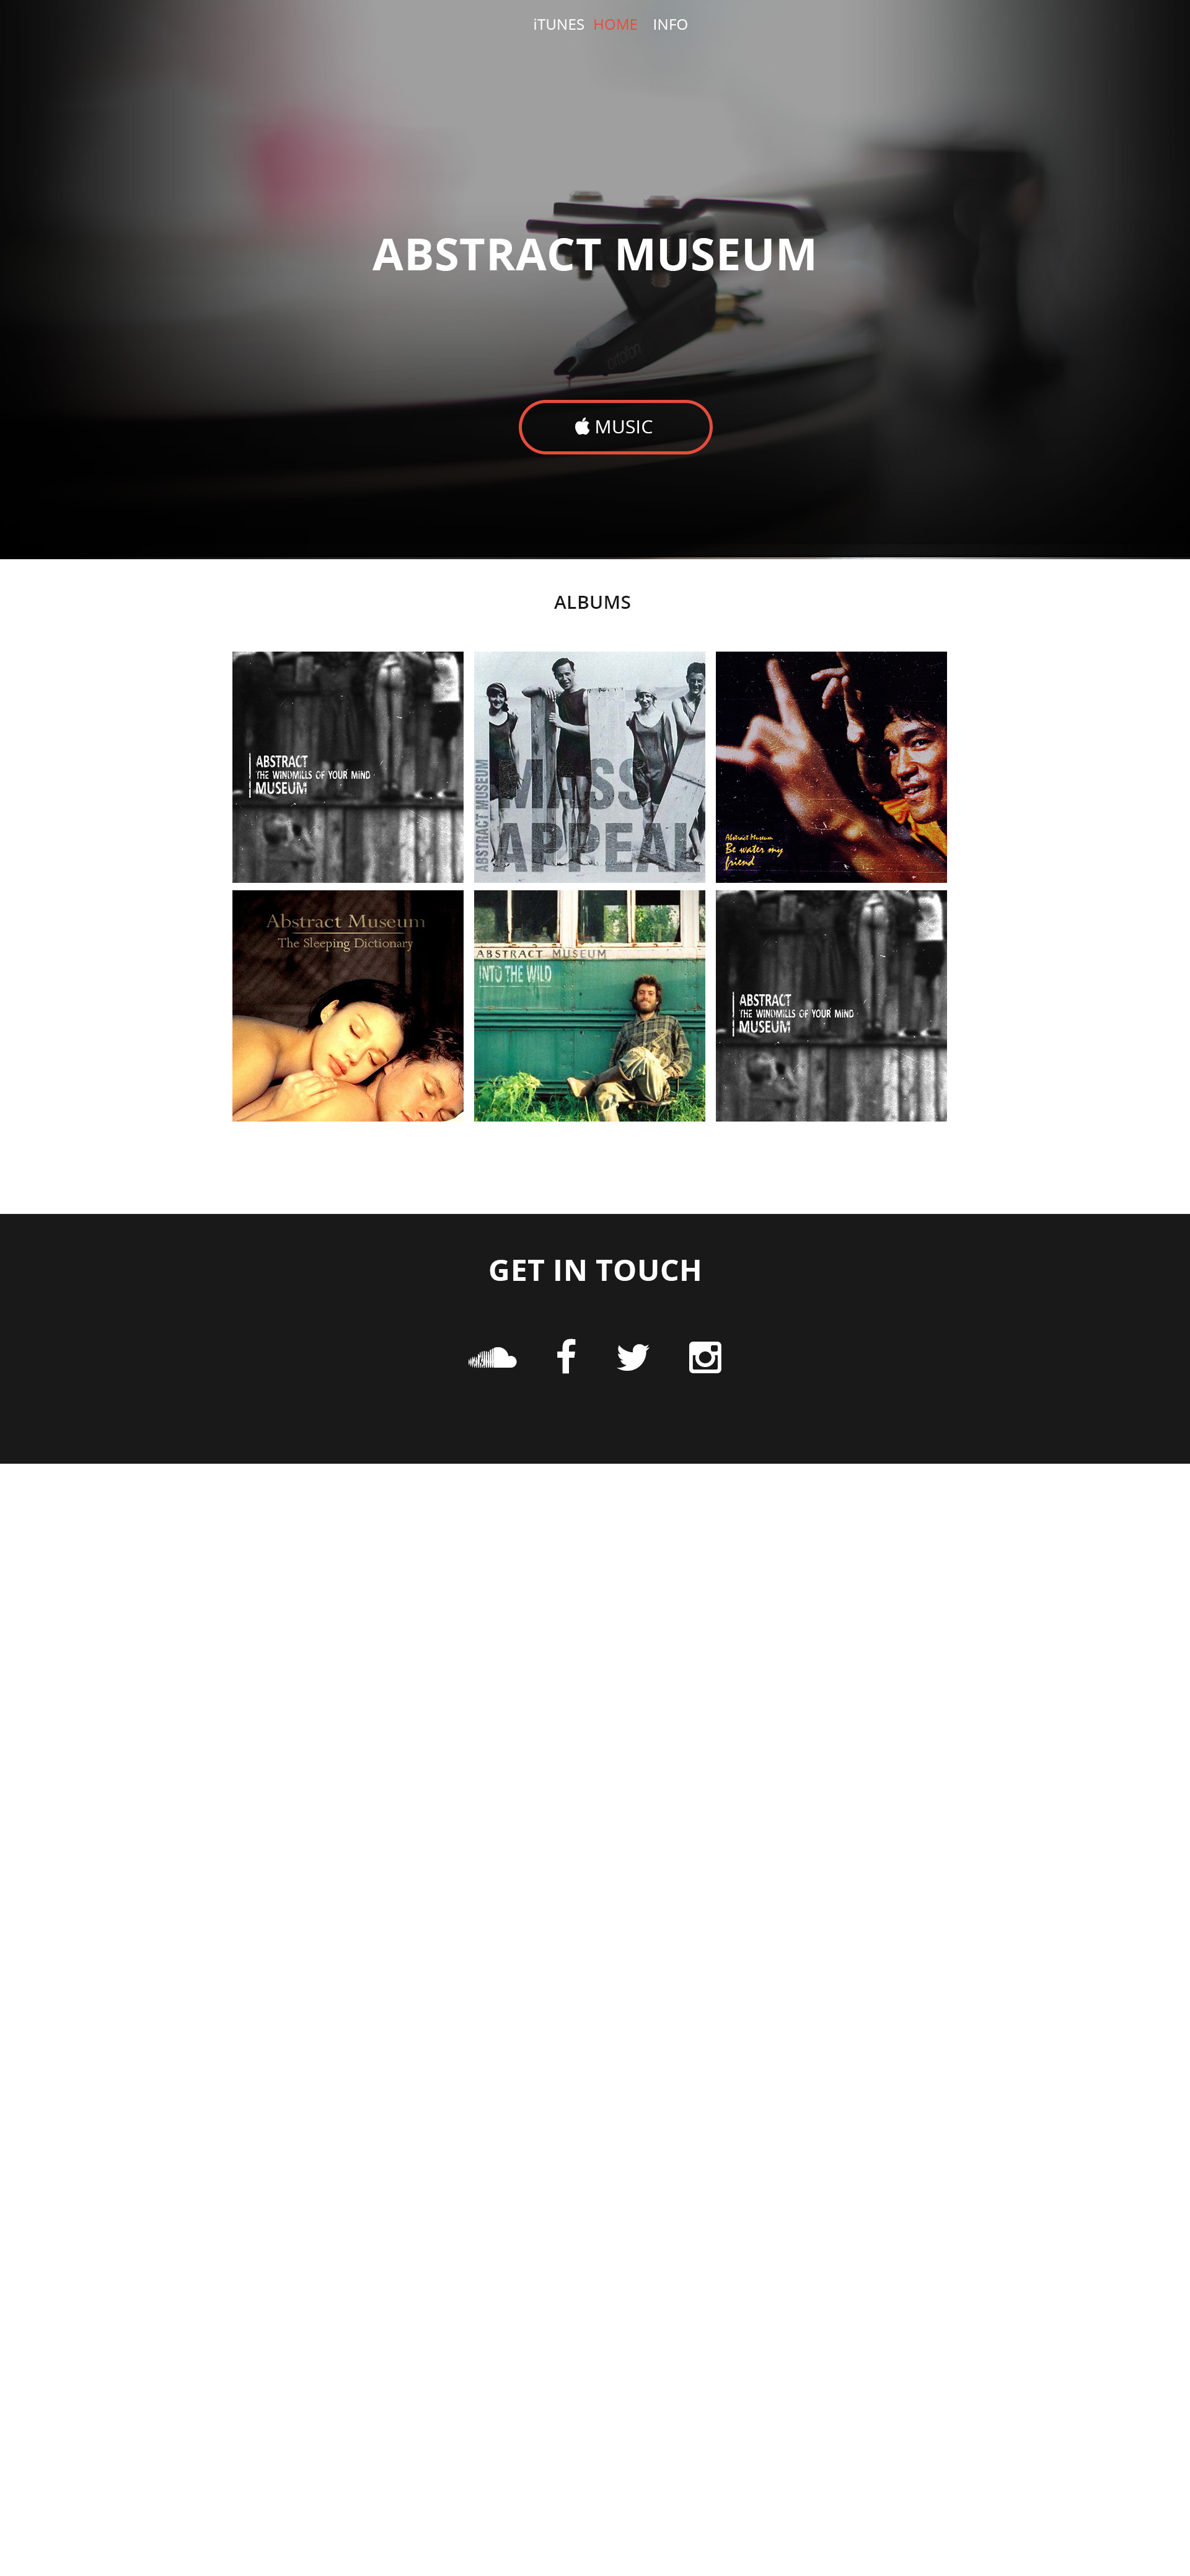 iTUNES HOME INFO
ABSTRACT MUSEUM
ortofon
MUSIC
ALBUMS
ABSTRACT
THE WINDMILLS OF YOUR MIND
MUSEUM
ABSTRACT MUSEUM
MASS
APPEAL
Abstract Museum
Be water my
friend
Abstract Museum
The Sleeping Dictionary
ABSTRACT MUSEUM
INTO THE WILD
ABSTRACT
THE WINDMILLS OF YOUR MIND
MUSEUM
GET IN TOUCH